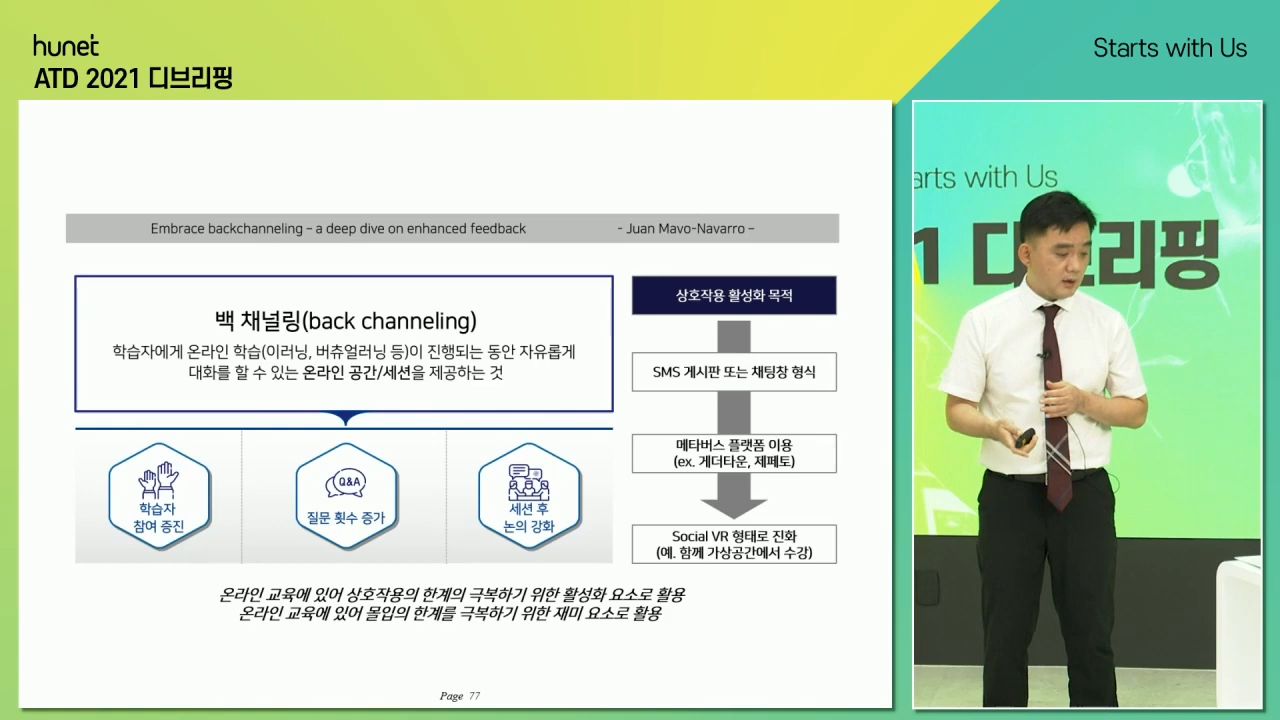 hunet
ATD 2021 디브리핑
Starts with Us
Embrace backchanneling – a deep dive on enhanced feedback - Juan Mavo-Navarro –
백 채널링(back channeling)
학습자에게 온라인 학습(이러닝, 버츄얼러닝 등)이 진행되는 동안 자유롭게
대화를 할 수 있는 온라인 공간/세션을 제공하는 것
학습자
참여 증진
Q&A
질문 횟수 증가
세션 후
논의 강화
상호작용 활성화 목적
SMS 게시판 또는 채팅창 형식
메타버스 플랫폼 이용
(ex. 게더타운, 제페토)
Social VR 형태로 진화
(예. 함께 가상공간에서 수강)
온라인 교육에 있어 상호작용의 한계의 극복하기 위한 활성화 요소로 활용
온라인 교육에 있어 몰입의 한계를 극복하기 위한 재미 요소로 활용
Page 77
arts with Us
1 디브리핑